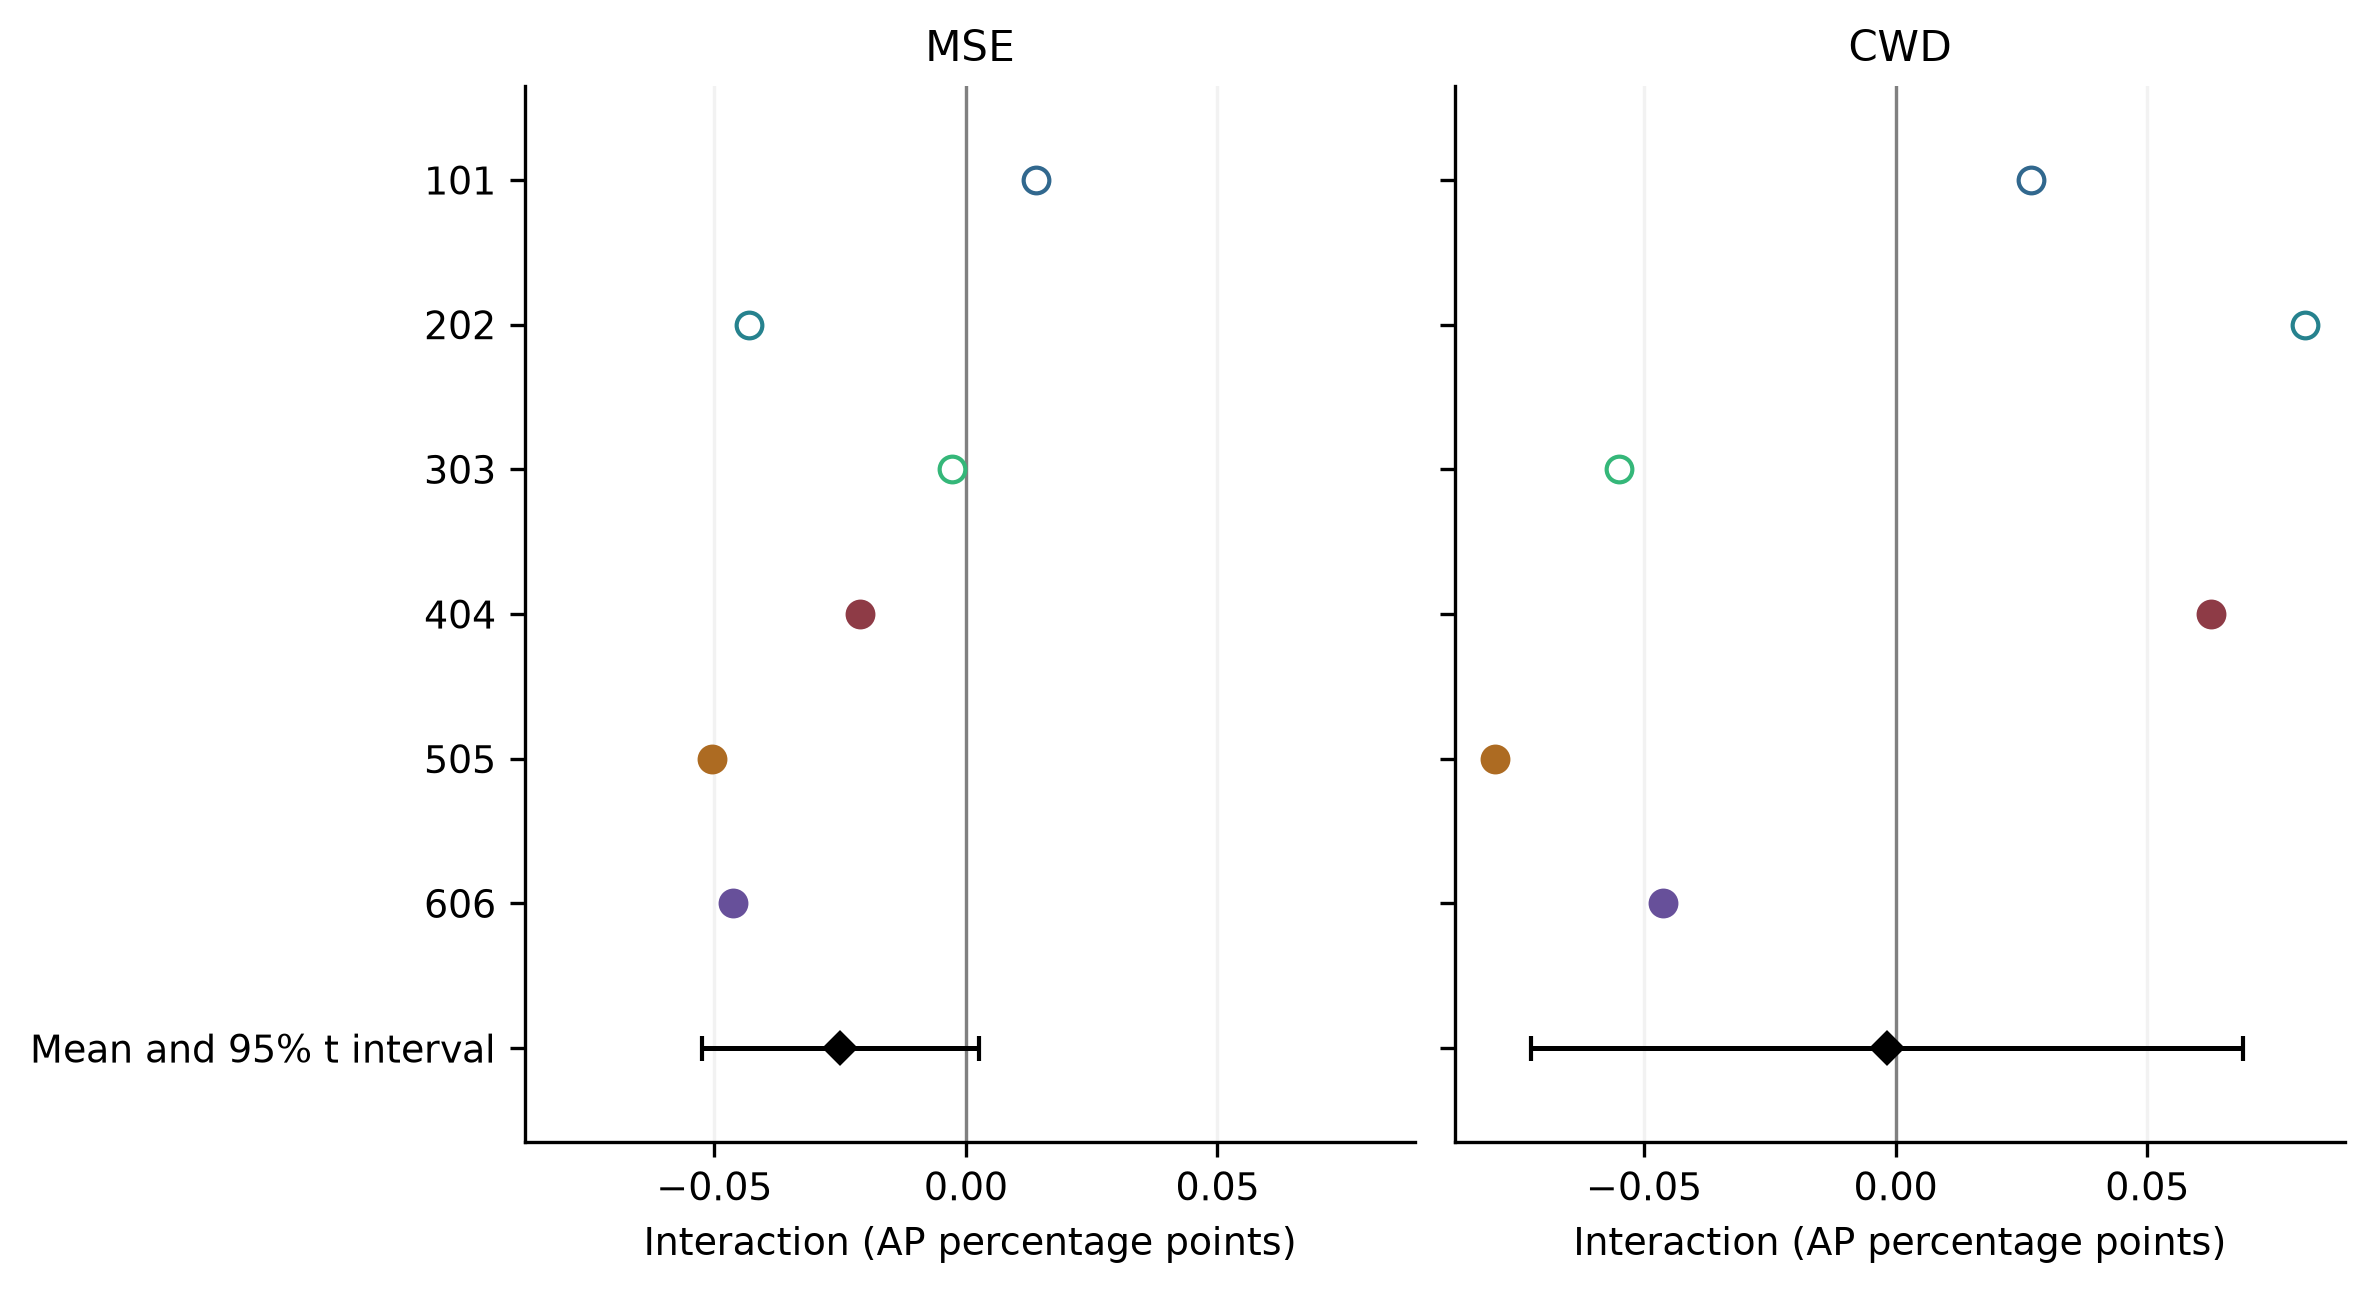 MSE
CWD
101
202
303
404
505
606
Mean and 95% t interval
−0.05 0.00 0.05
−0.05 0.00 0.05
Interaction (AP percentage points)
Interaction (AP percentage points)